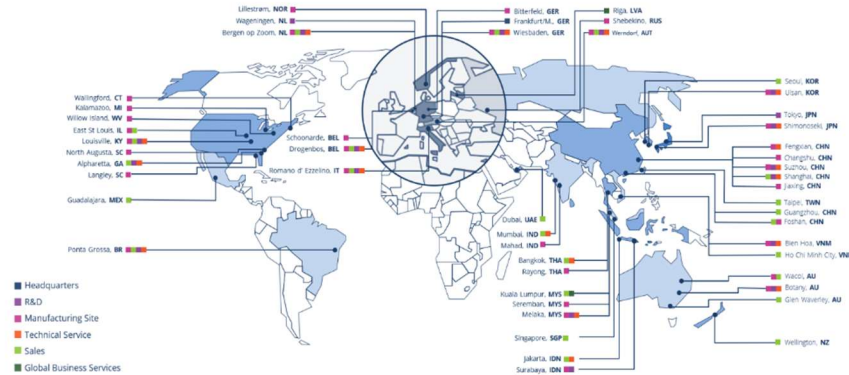 Lillestrøm, NOR
Wageningen, NL
Bergen op Zoom, NL
Bitterfeld, GER
Frankfurt/M., GER
Wiesbaden, GER
Riga, LVA
Shebekino, RUS
Werndorf, AUT
Wallingford, CT
Kalamazoo, MI
Willow Island, WV
East St Louis, IL
Louisville, KY
North Augusta, SC
Alpharetta, GA
Langley, SC
Guadalajara, MEX
Ponta Grossa, BR
Schoonaarde, BEL
Drogenbos, BEL
Romano d' Ezzelino, IT
Dubai, UAE
Mumbai, IND
Mahad, IND
Bangkok, THA
Rayong, THA
Kuala Lumpur, MYS
Seremban, MYS
Melaka, MYS
Singapore, SGP
Jakarta, IDN
Surabaya, IDN
Seoul, KOR
Ulsan, KOR
Tokyo, JPN
Shimonoseki, JPN
Fengxian, CHN
Changshu, CHN
Suzhou, CHN
Shanghai, CHN
Jiaxing, CHN
Taipei, TWN
Guangzhou, CHN
Foshan, CHN
Bien Hoa, VNM
Ho Chi Minh City, VN
Wacol, AU
Botany, AU
Glen Waverley, AU
Wellington, NZ
Headquarters
R&D
Manufacturing Site
Technical Service
Sales
Global Business Services